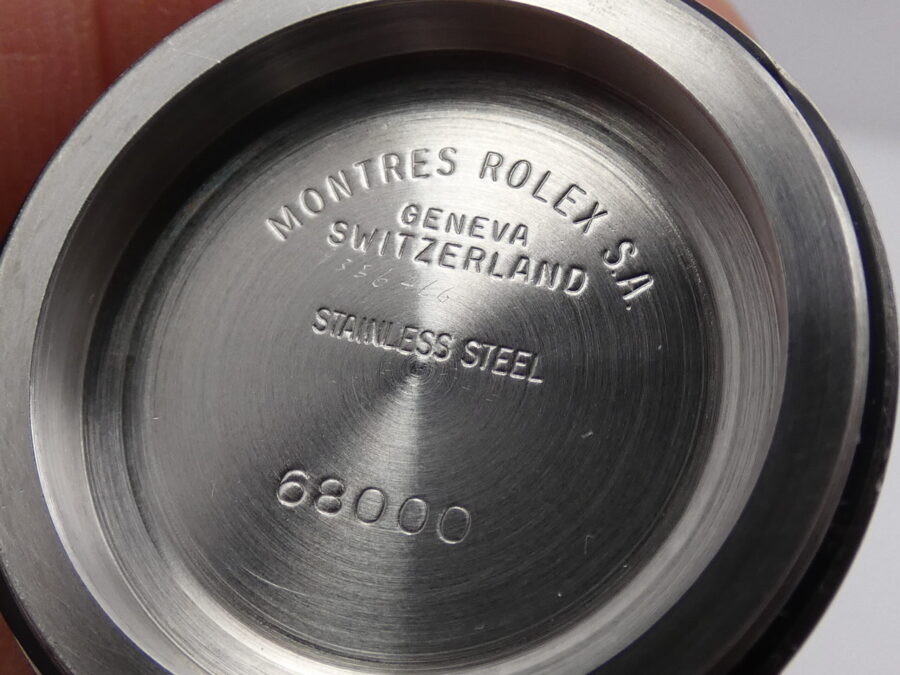 MONTRES ROLEX S.A.
GENEVA
SWITZERLAND
STAINLESS STEEL
68000